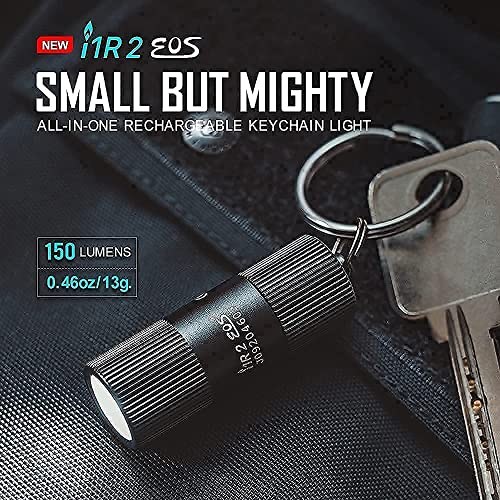 NEW i1R 2 EOS
SMALL BUT MIGHTY
ALL-IN-ONE RECHARGEABLE KEYCHAIN LIGHT
150 LUMENS
0.46oz/13g.
i1R 2 EOS
J0920460